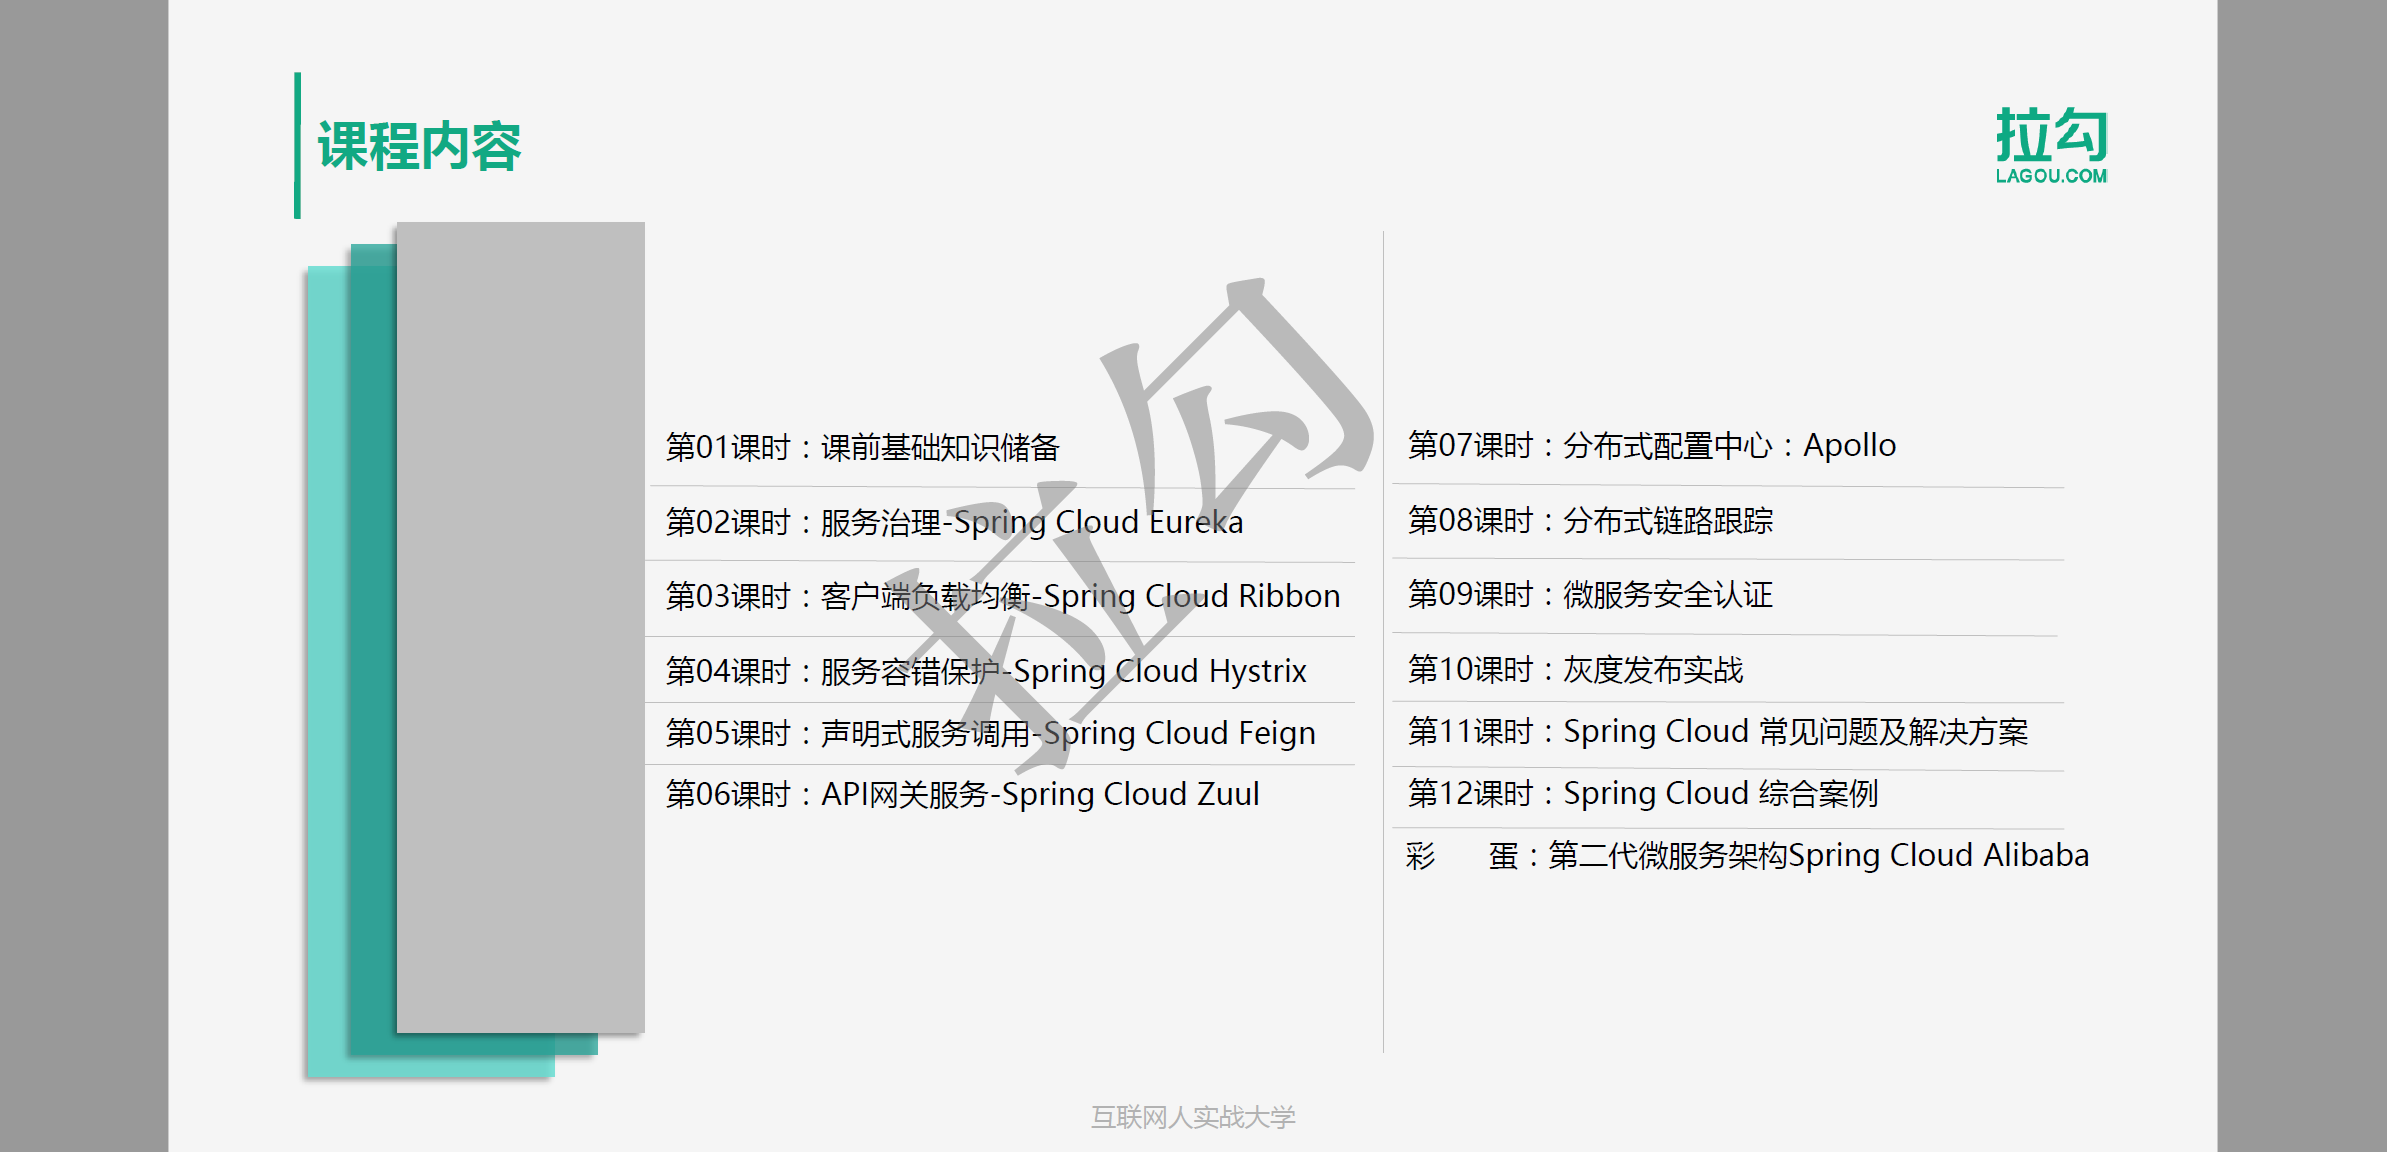 课程内容
拉勾
LAGOU.COM
第01课时：课前基础知识储备
第02课时：服务治理-Spring Cloud Eureka
第03课时：客户端负载均衡-Spring Cloud Ribbon
第04课时：服务容错保护-Spring Cloud Hystrix
第05课时：声明式服务调用-Spring Cloud Feign
第06课时：API网关服务-Spring Cloud Zuul
第07课时：分布式配置中心：Apollo
第08课时：分布式链路跟踪
第09课时：微服务安全认证
第10课时：灰度发布实战
第11课时：Spring Cloud 常见问题及解决方案
第12课时：Spring Cloud 综合案例
彩 蛋：第二代微服务架构Spring Cloud Alibaba
拉勾
互联网人实战大学